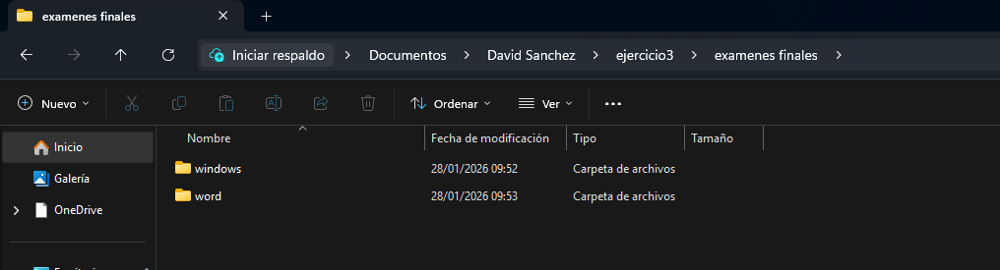 examenes finales
Iniciar respaldo > Documentos > David Sanchez > ejercicio3 > examenes finales >
Nuevo Ordenar Ver
Inicio
Galería
OneDrive
Nombre Fecha de modificación Tipo Tamaño
windows 28/01/2026 09:52 Carpeta de archivos
word 28/01/2026 09:53 Carpeta de archivos